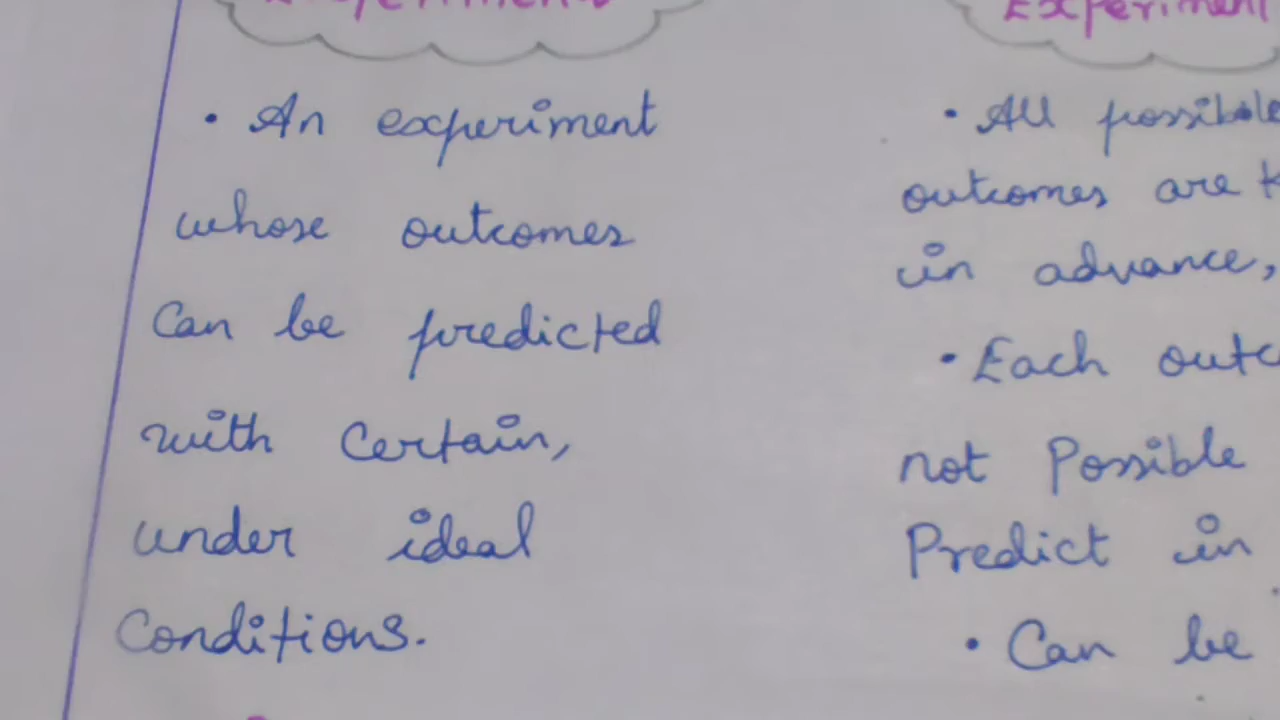 Experiment
• An experiment
whose outcomes
Can be predicted
with Certain,
under ideal
Conditions.
• All possible
outcomes are
in advance,
• Each
not Possible
Predict in
• Can be